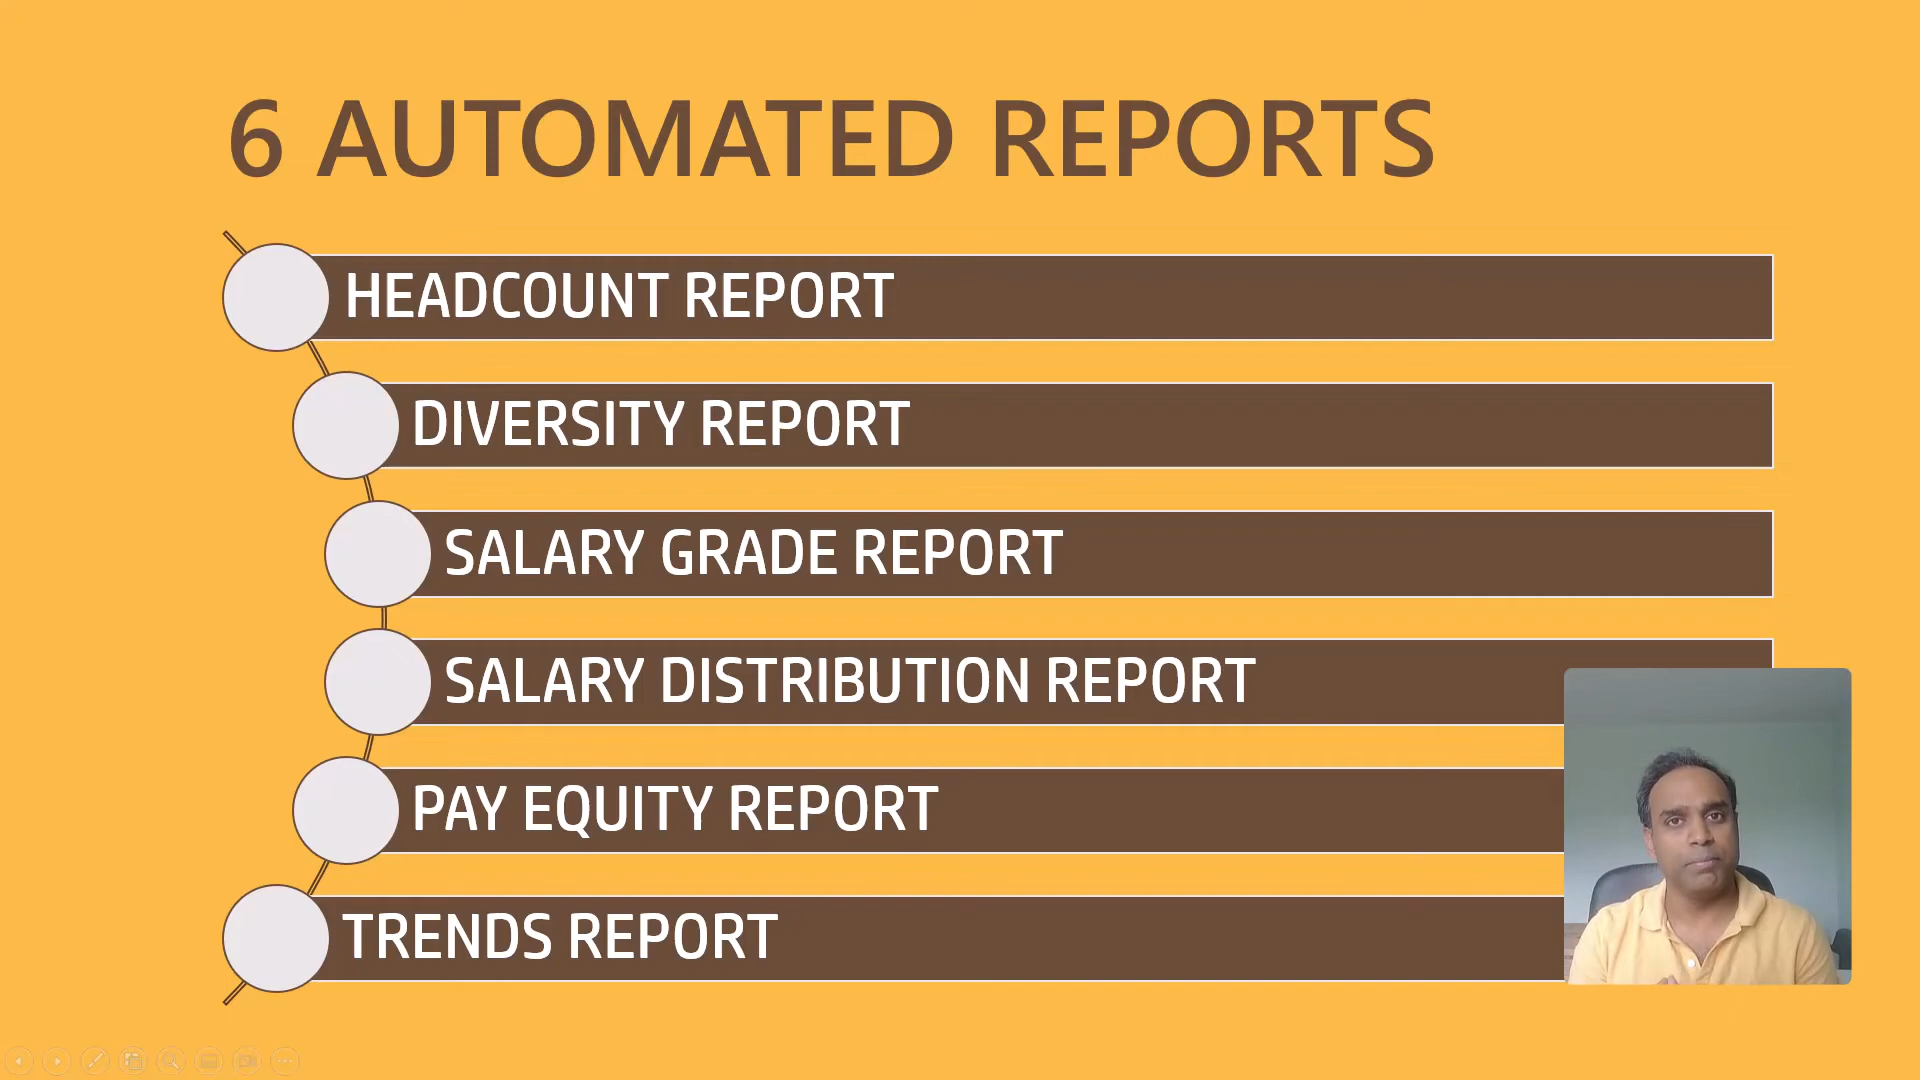 6 AUTOMATED REPORTS
HEADCOUNT REPORT
DIVERSITY REPORT
SALARY GRADE REPORT
SALARY DISTRIBUTION REPORT
PAY EQUITY REPORT
TRENDS REPORT